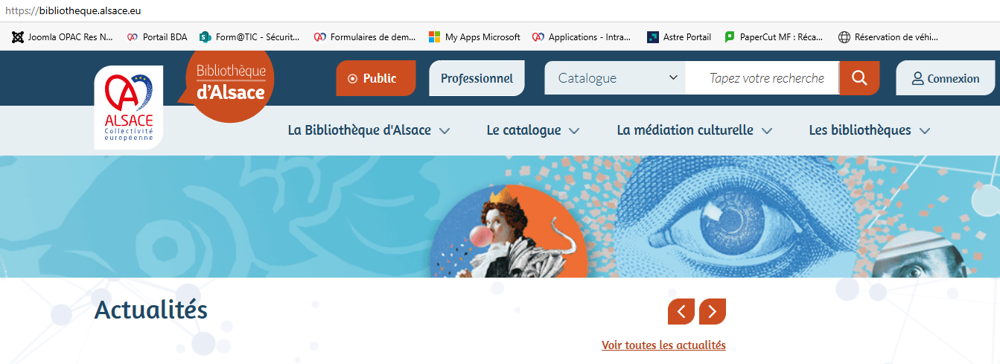 https://bibliotheque.alsace.eu
Joomla OPAC Res N... Portail BDA Form@TIC - Sécurit... Formulaires de dem... My Apps Microsoft Applications - Intra... Astre Portail PaperCut MF : Réca... Réservation de véhi...
Bibliothèque
d'Alsace
Public Professionnel Catalogue Tapez votre recherche Connexion
ALSACE
Collectivité
européenne
La Bibliothèque d'Alsace Le catalogue La médiation culturelle Les bibliothèques
Actualités
Voir toutes les actualités